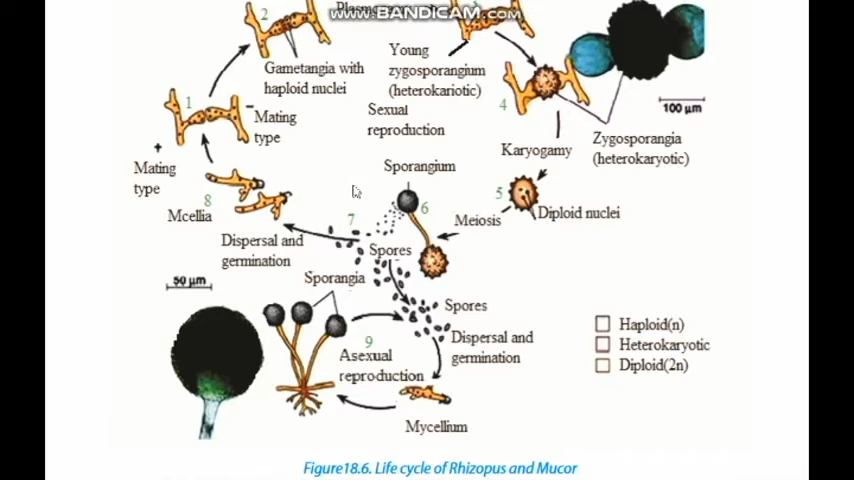 www.BANDICAM.com
2
Gametangia with
haploid nuclei
Young
zygosporangium
(heterokariotic)
4
100 µm
Zygosporangia
(heterokaryotic)
Sexual
reproduction
1
−
Mating
type
+
Mating
type
Karyogamy
Sporangium
5
Diploid nuclei
8
Mcellia
6
Meiosis
7
Dispersal and
germination
Spores
50 µm
Sporangia
Spores
9
Asexual
reproduction
Dispersal and
germination
Mycellium
Haploid(n)
Heterokaryotic
Diploid(2n)
Figure18.6. Life cycle of Rhizopus and Mucor